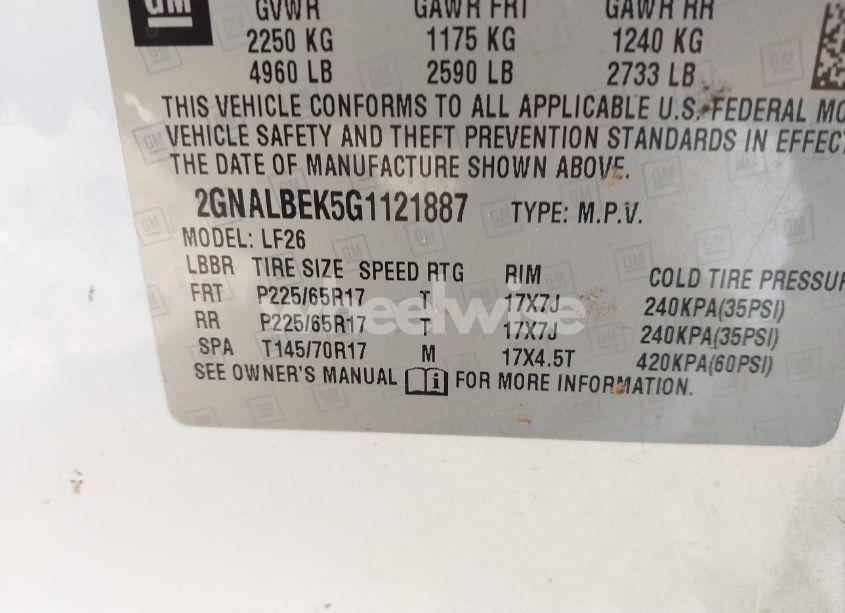 GM
GVWR GAWR FRT GAWR RR
2250 KG 1175 KG 1240 KG
4960 LB 2590 LB 2733 LB
THIS VEHICLE CONFORMS TO ALL APPLICABLE U.S. FEDERAL MO
VEHICLE SAFETY AND THEFT PREVENTION STANDARDS IN EFFECT
THE DATE OF MANUFACTURE SHOWN ABOVE.
2GNALBEK5G1121887 TYPE: M.P.V.
MODEL: LF26
LBBR TIRE SIZE SPEED RTG RIM COLD TIRE PRESSUR
FRT P225/65R17 T 17X7J 240KPA(35PSI)
RR P225/65R17 T 17X7J 240KPA(35PSI)
SPA T145/70R17 M 17X4.5T 420KPA(60PSI)
SEE OWNER'S MANUAL i FOR MORE INFORMATION.
wheelwise